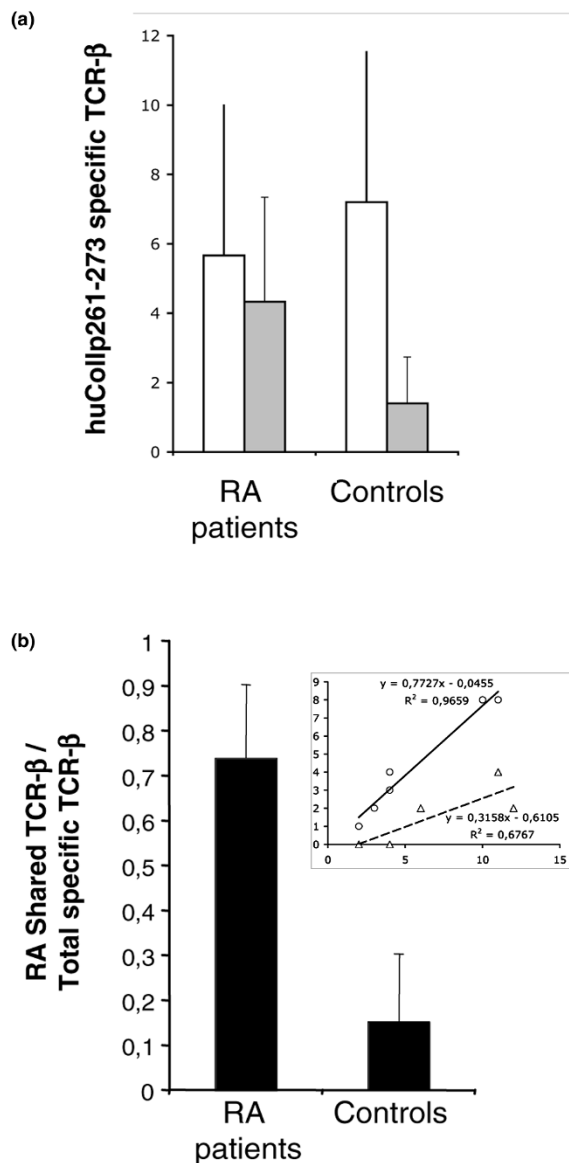 (a)
huCollp261-273 specific TCR-β
12
10
8
6
4
2
0
RA
patients
Controls
(b)
RA Shared TCR-β /
Total specific TCR-β
1
0,9
0,8
0,7
0,6
0,5
0,4
0,3
0,2
0,1
0
9
8
7
6
5
4
3
2
1
0
y = 0,7727x - 0,0455
R² = 0,9659
y = 0,3158x - 0,6105
R² = 0,6767
0
5
10
15
RA
patients
Controls